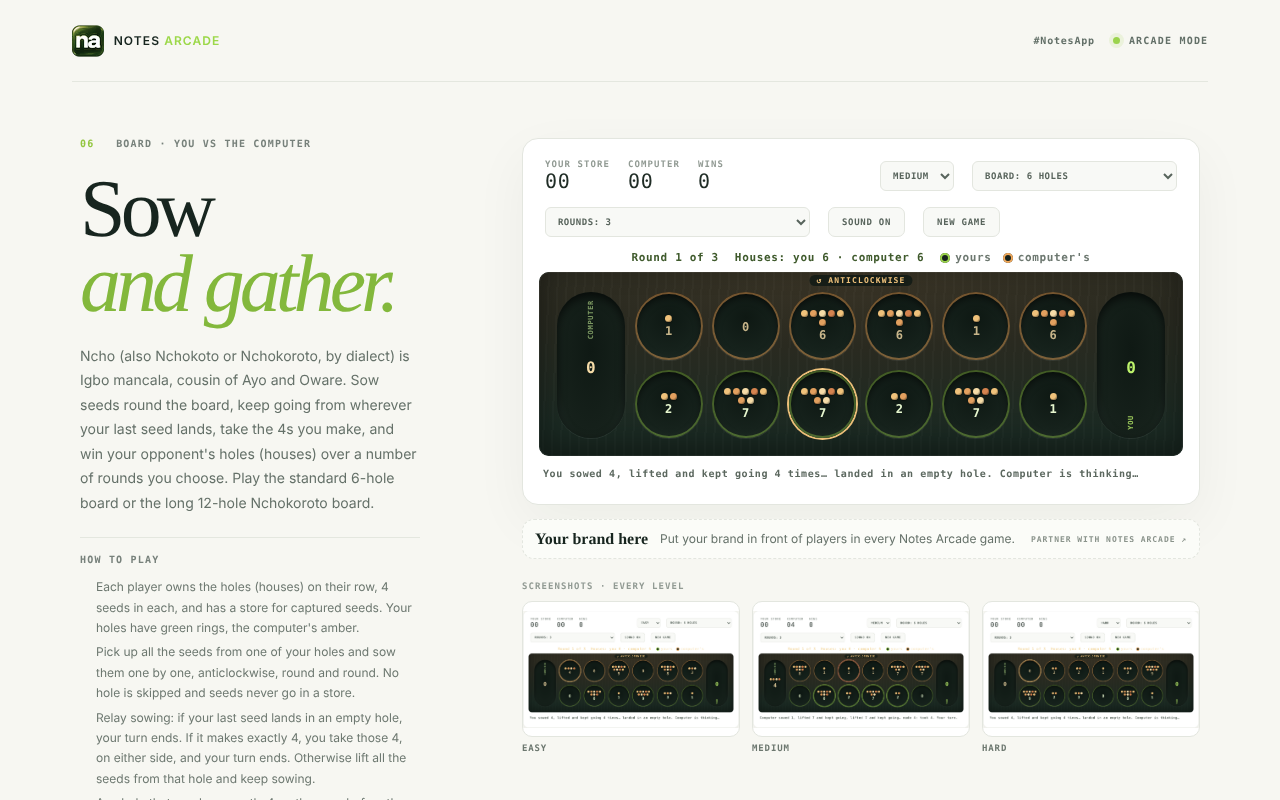 na NOTES ARCADE
#NotesApp ARCADE MODE
06 BOARD · YOU VS THE COMPUTER
Sow
and gather.
Ncho (also Nchokoto or Nchokoroto, by dialect) is
Igbo mancala, cousin of Ayo and Oware. Sow
seeds round the board, keep going from wherever
your last seed lands, take the 4s you make, and
win your opponent's holes (houses) over a number
of rounds you choose. Play the standard 6-hole
board or the long 12-hole Nchokoroto board.
HOW TO PLAY
Each player owns the holes (houses) on their row, 4
seeds in each, and has a store for captured seeds. Your
holes have green rings, the computer's amber.
Pick up all the seeds from one of your holes and sow
them one by one, anticlockwise, round and round. No
hole is skipped and seeds never go in a store.
Relay sowing: if your last seed lands in an empty hole,
your turn ends. If it makes exactly 4, you take those 4,
on either side, and your turn ends. Otherwise lift all the
seeds from that hole and keep sowing.
YOUR STORE COMPUTER WINS
00 00 0
MEDIUM BOARD: 6 HOLES
ROUNDS: 3 SOUND ON NEW GAME
Round 1 of 3 Houses: you 6 · computer 6 yours computer's
↺ ANTICLOCKWISE
COMPUTER
0
1 0 6 6 1 6
2 7 7 2 7 1
0
YOU
You sowed 4, lifted and kept going 4 times… landed in an empty hole. Computer is thinking…
Your brand here Put your brand in front of players in every Notes Arcade game. PARTNER WITH NOTES ARCADE ↗
SCREENSHOTS · EVERY LEVEL
EASY
MEDIUM
HARD